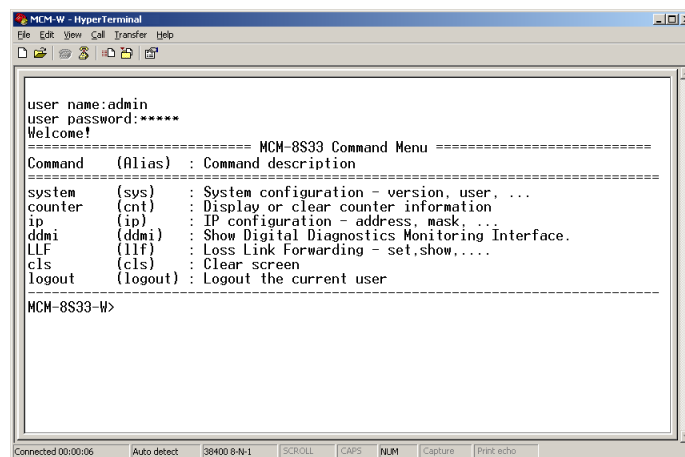 MCM-W - HyperTerminal
File Edit View Call Transfer Help
user name:admin
user password:*****
Welcome!
============================ MCM-8S33 Command Menu ===========================
Command (Alias) : Command description
===============================================================================
system (sys) : System configuration - version, user, ...
counter (cnt) : Display or clear counter information
ip (ip) : IP configuration - address, mask, ...
ddmi (ddmi) : Show Digital Diagnostics Monitoring Interface.
LLF (llf) : Loss Link Forwarding - set,show,....
cls (cls) : Clear screen
logout (logout) : Logout the current user
-------------------------------------------------------------------------------
MCM-8S33-W>
Connected 00:00:06 Auto detect 38400 8-N-1 SCROLL CAPS NUM Capture Print echo